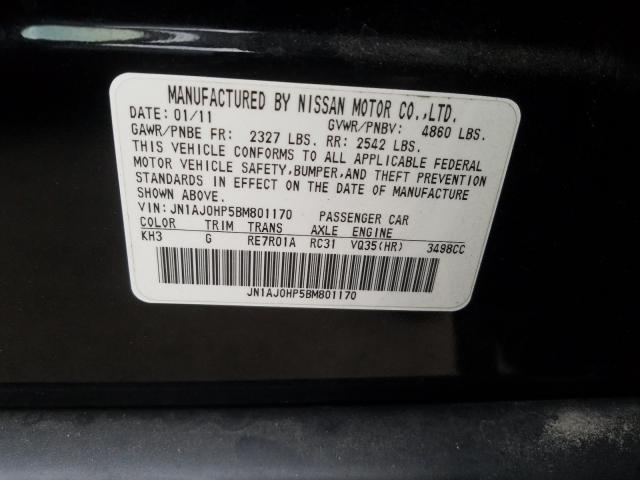 MANUFACTURED BY NISSAN MOTOR CO.,LTD.
DATE: 01/11 GVWR/PNBV: 4860 LBS.
GAWR/PNBE FR: 2327 LBS. RR: 2542 LBS.
THIS VEHICLE CONFORMS TO ALL APPLICABLE FEDERAL
MOTOR VEHICLE SAFETY,BUMPER,AND THEFT PREVENTION
STANDARDS IN EFFECT ON THE DATE OF MANUFACTURE
SHOWN ABOVE.
VIN: JN1AJ0HP5BM801170 PASSENGER CAR
COLOR TRIM TRANS AXLE ENGINE
KH3 G RE7R01A RC31 VQ35(HR) 3498CC
JN1AJ0HP5BM801170